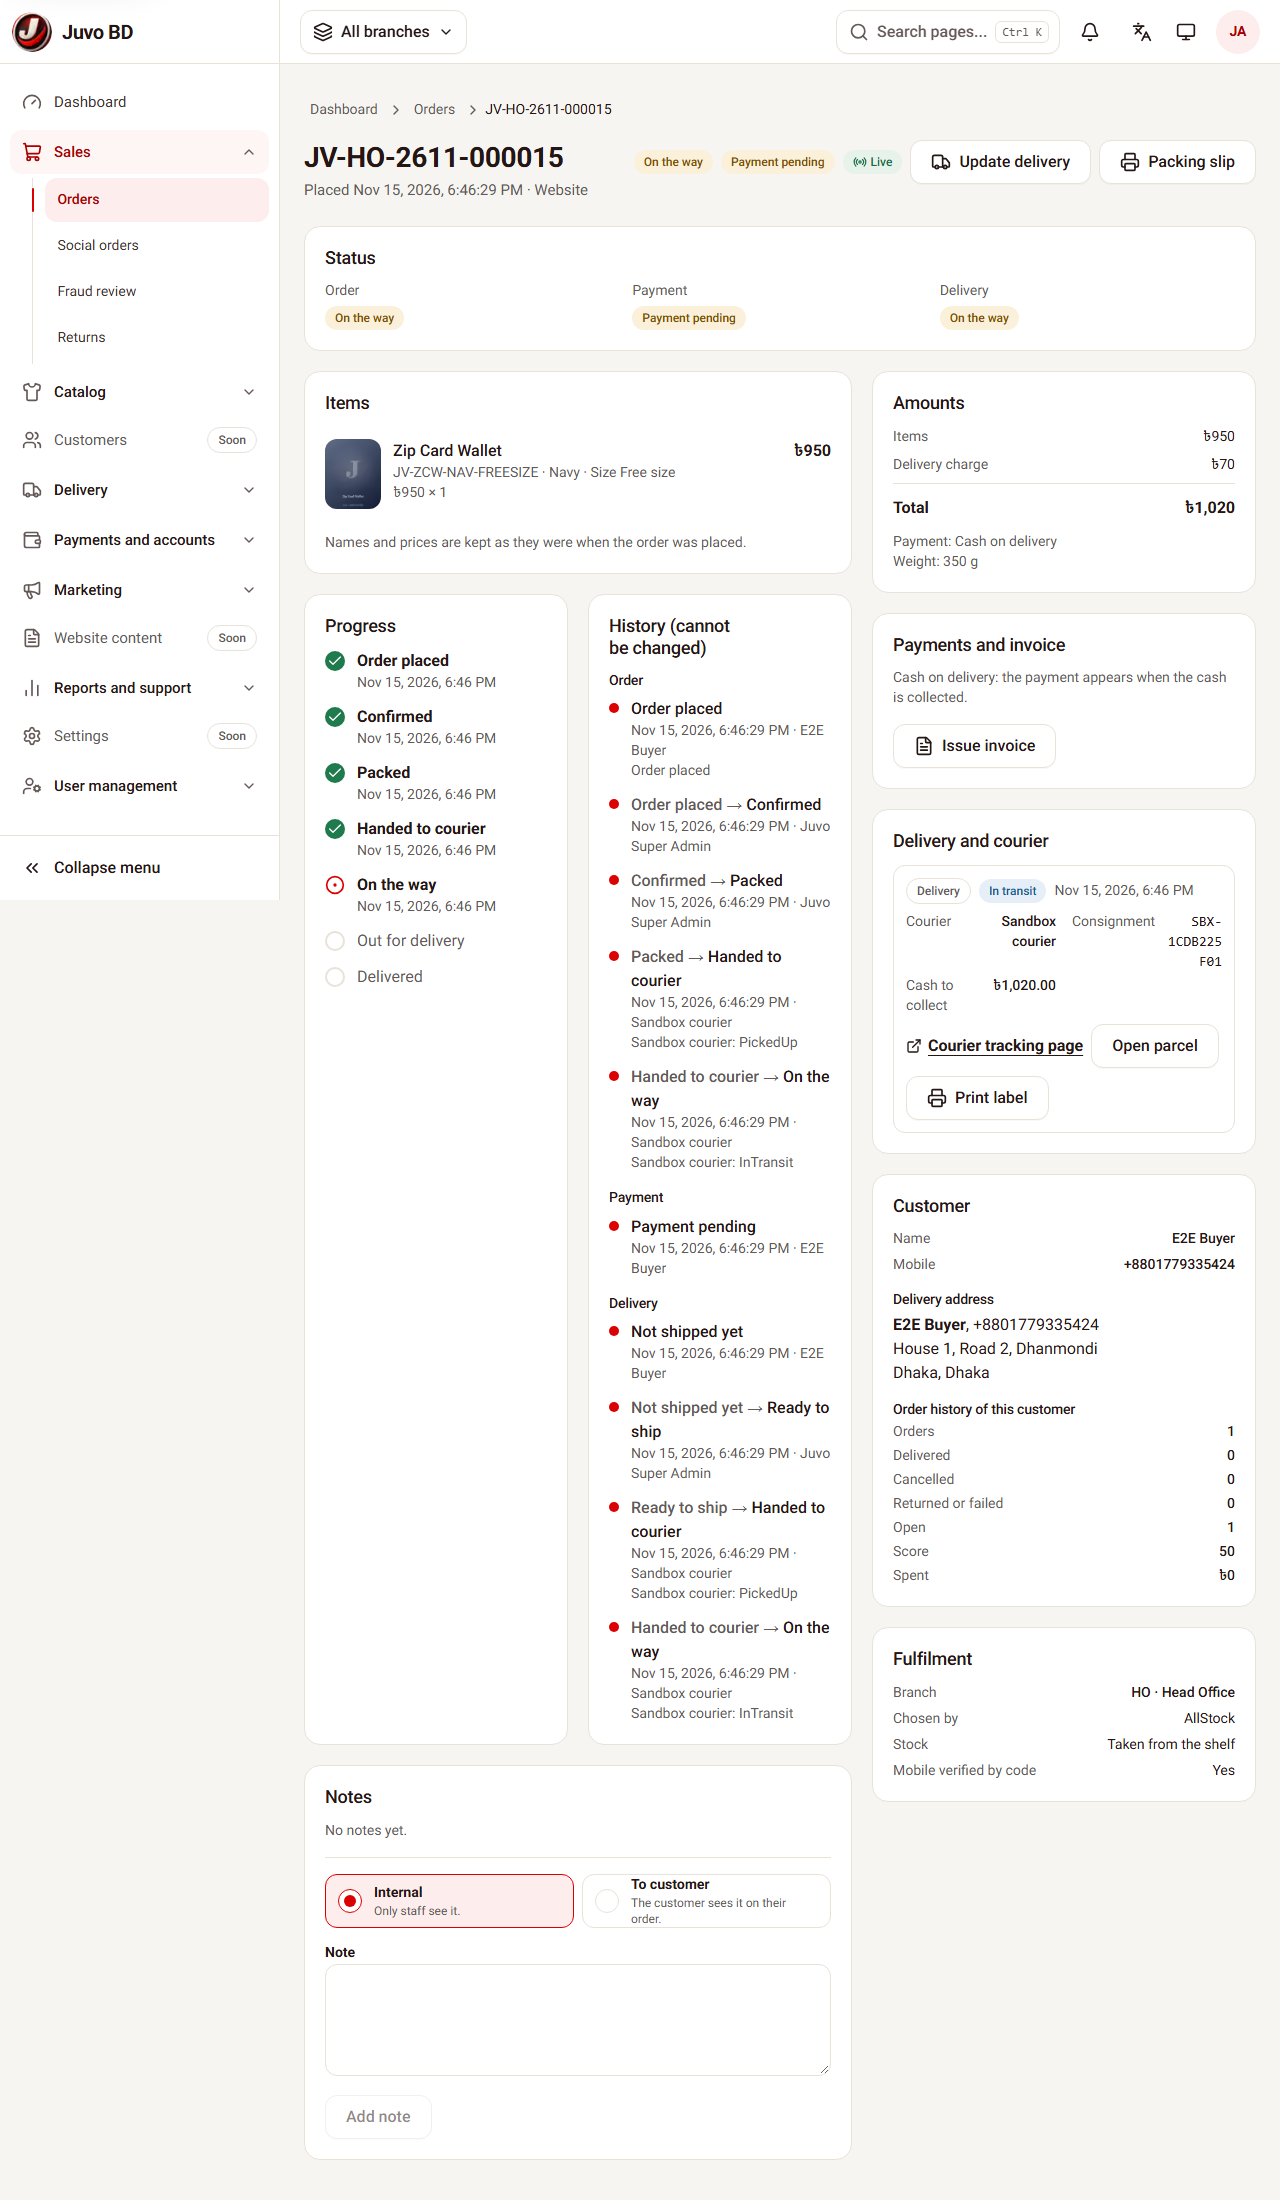 Juvo BD
All branches
Search pages...
Ctrl K
JA
Dashboard
Sales
Orders
Social orders
Fraud review
Returns
Catalog
Customers
Soon
Delivery
Payments and accounts
Marketing
Website content
Soon
Reports and support
Settings
Soon
User management
Collapse menu
Dashboard
Orders
JV-HO-2611-000015
JV-HO-2611-000015
Placed Nov 15, 2026, 6:46:29 PM · Website
On the way
Payment pending
Live
Update delivery
Packing slip
Status
Order
On the way
Payment
Payment pending
Delivery
On the way
Items
J
Zip Card Wallet
Zip Card Wallet
৳950
JV-ZCW-NAV-FREESIZE · Navy · Size Free size
৳950 × 1
Names and prices are kept as they were when the order was placed.
Progress
Order placed
Nov 15, 2026, 6:46 PM
Confirmed
Nov 15, 2026, 6:46 PM
Packed
Nov 15, 2026, 6:46 PM
Handed to courier
Nov 15, 2026, 6:46 PM
On the way
Nov 15, 2026, 6:46 PM
Out for delivery
Delivered
History (cannot
be changed)
Order
Order placed
Nov 15, 2026, 6:46:29 PM · E2E
Buyer
Order placed
Order placed → Confirmed
Nov 15, 2026, 6:46:29 PM · Juvo
Super Admin
Confirmed → Packed
Nov 15, 2026, 6:46:29 PM · Juvo
Super Admin
Packed → Handed to
courier
Nov 15, 2026, 6:46:29 PM ·
Sandbox courier
Sandbox courier: PickedUp
Handed to courier → On the
way
Nov 15, 2026, 6:46:29 PM ·
Sandbox courier
Sandbox courier: InTransit
Payment
Payment pending
Nov 15, 2026, 6:46:29 PM · E2E
Buyer
Delivery
Not shipped yet
Nov 15, 2026, 6:46:29 PM · E2E
Buyer
Not shipped yet → Ready to
ship
Nov 15, 2026, 6:46:29 PM · Juvo
Super Admin
Ready to ship → Handed to
courier
Nov 15, 2026, 6:46:29 PM ·
Sandbox courier
Sandbox courier: PickedUp
Handed to courier → On the
way
Nov 15, 2026, 6:46:29 PM ·
Sandbox courier
Sandbox courier: InTransit
Notes
No notes yet.
Internal
Only staff see it.
To customer
The customer sees it on their
order.
Note
Add note
Amounts
Items ৳950
Delivery charge ৳70
Total ৳1,020
Payment: Cash on delivery
Weight: 350 g
Payments and invoice
Cash on delivery: the payment appears when the cash
is collected.
Issue invoice
Delivery and courier
Delivery
In transit
Nov 15, 2026, 6:46 PM
Courier
Sandbox
courier
Consignment
SBX-
1CDB225
F01
Cash to
collect
৳1,020.00
Courier tracking page
Open parcel
Print label
Customer
Name E2E Buyer
Mobile +8801779335424
Delivery address
E2E Buyer, +8801779335424
House 1, Road 2, Dhanmondi
Dhaka, Dhaka
Order history of this customer
Orders 1
Delivered 0
Cancelled 0
Returned or failed 0
Open 1
Score 50
Spent ৳0
Fulfilment
Branch HO · Head Office
Chosen by AllStock
Stock Taken from the shelf
Mobile verified by code Yes